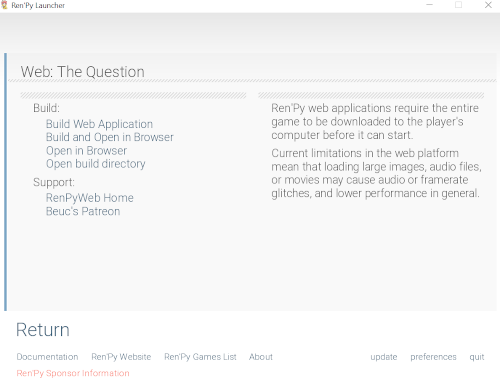 Ren'Py Launcher
Web: The Question
Build:
Build Web Application
Build and Open in Browser
Open in Browser
Open build directory
Support:
RenPyWeb Home
Beuc's Patreon
Ren'Py web applications require the entire
game to be downloaded to the player's
computer before it can start.
Current limitations in the web platform
mean that loading large images, audio files,
or movies may cause audio or framerate
glitches, and lower performance in general.
Return
Documentation Ren'Py Website Ren'Py Games List About update preferences quit
Ren'Py Sponsor Information